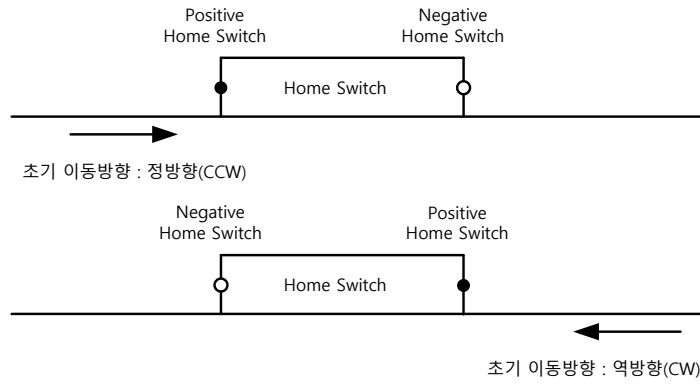 Positive
Home Switch
Negative
Home Switch
Home Switch
초기 이동방향 : 정방향(CCW)
Negative
Home Switch
Positive
Home Switch
Home Switch
초기 이동방향 : 역방향(CW)